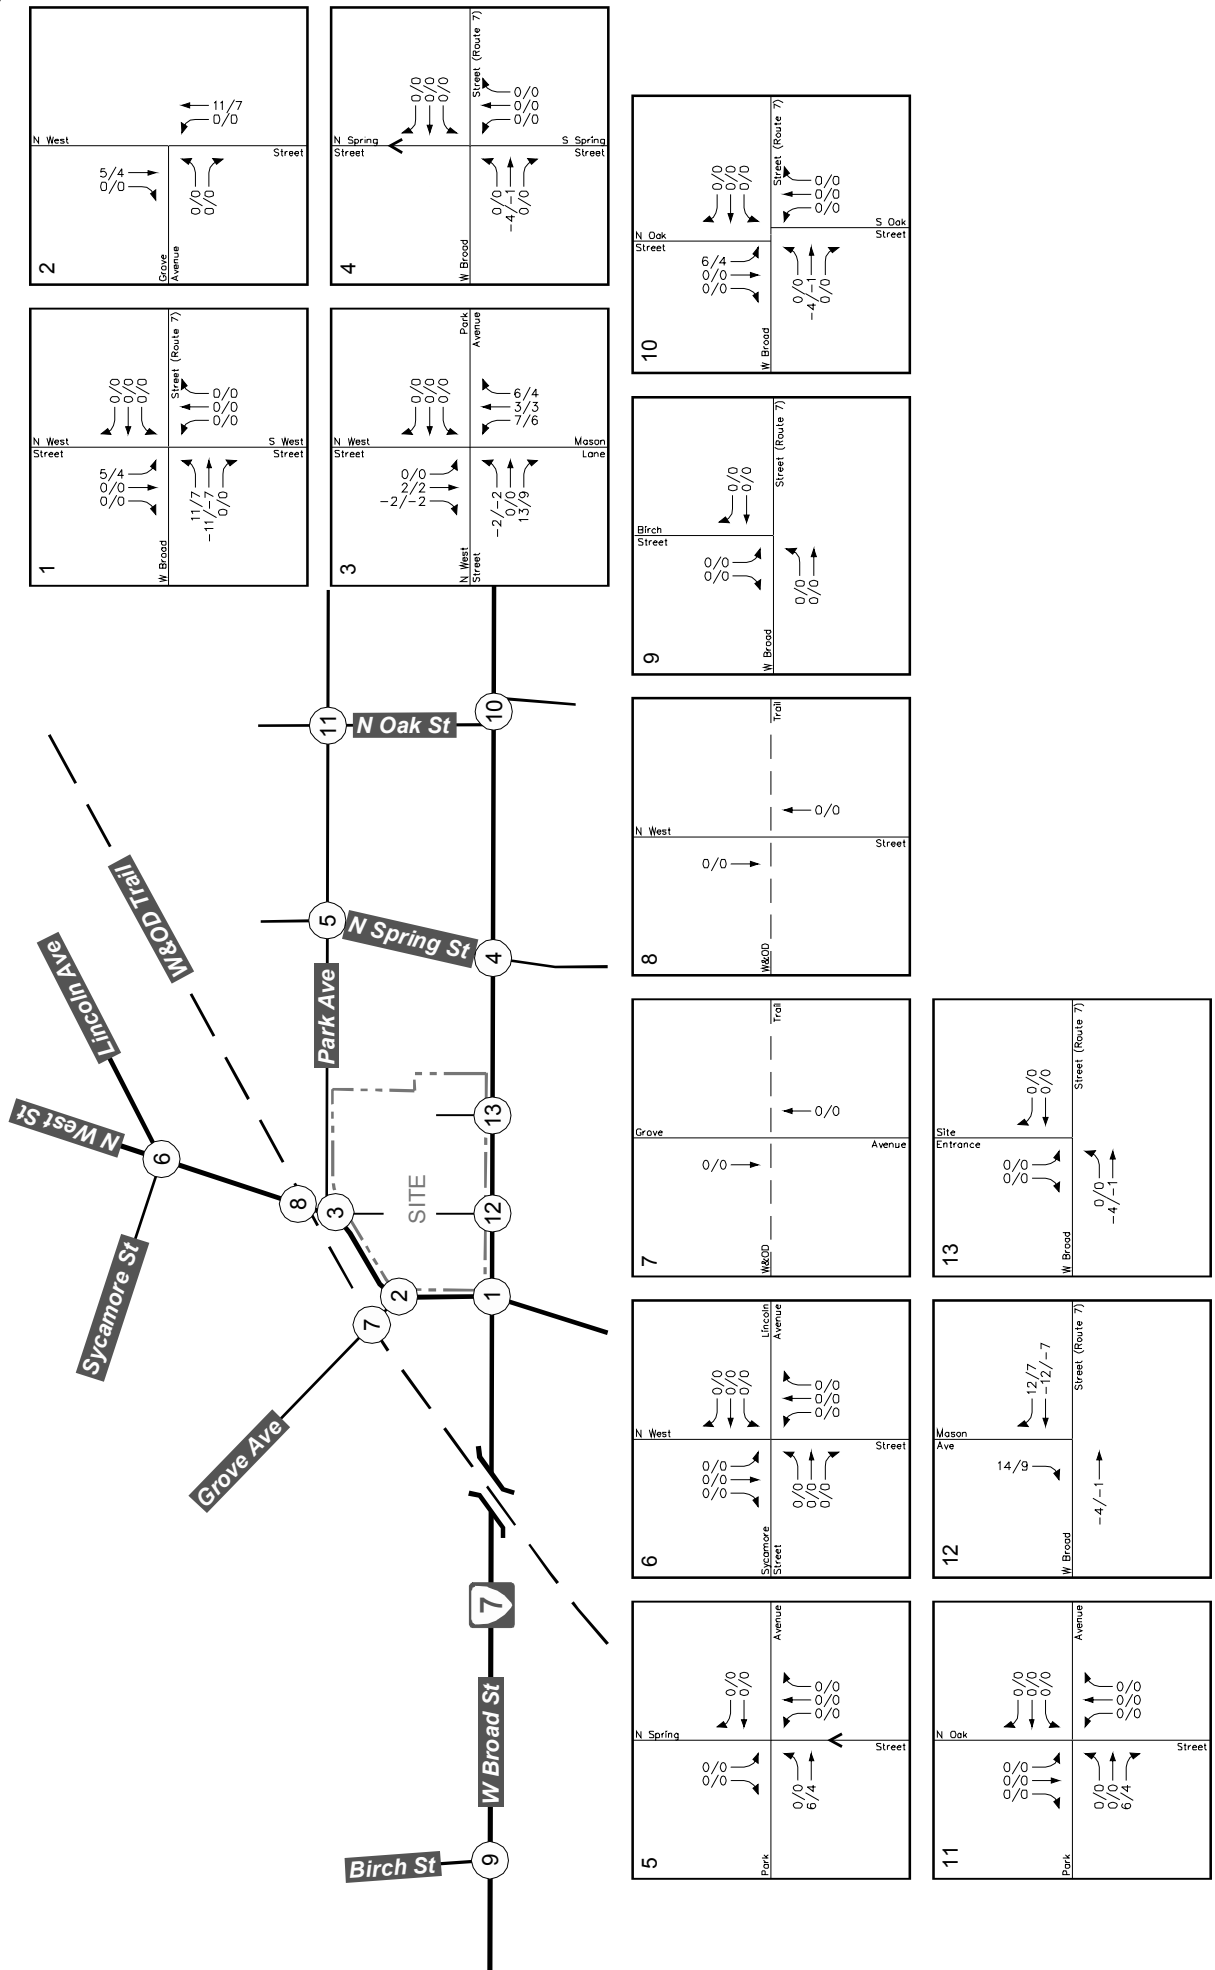 2
N West
Street
Grove
Avenue
5/4
0/0
11/7
0/0
0/0
0/0
4
N Spring
Street
S Spring
Street
W Broad
Street (Route 7)
0/0
0/0
0/0
0/0
0/0
0/0
0/0
-4/-1
0/0
1
N West
Street
S West
Street
W Broad
Street (Route 7)
5/4
0/0
0/0
0/0
0/0
0/0
0/0
0/0
0/0
11/7
-11/-7
0/0
3
N West
Street
Mason
Lane
N West
Street
Park
Avenue
0/0
2/2
-2/-2
0/0
0/0
0/0
6/4
3/3
7/6
-2/-2
0/0
13/9
10
N Oak
Street
S Oak
Street
W Broad
Street (Route 7)
6/4
0/0
0/0
0/0
0/0
0/0
0/0
0/0
0/0
0/0
-4/-1
0/0
9
Birch
Street
W Broad
Street (Route 7)
0/0
0/0
0/0
0/0
0/0
0/0
8
N West
Street
W&OD
Trail
0/0
0/0
7
Grove
Avenue
W&OD
Trail
0/0
0/0
13
Site
Entrance
W Broad
Street (Route 7)
0/0
0/0
0/0
0/0
0/0
-4/-1
6
N West
Street
Sycamore
Street
Lincoln
Avenue
0/0
0/0
0/0
0/0
0/0
0/0
0/0
0/0
0/0
0/0
0/0
0/0
12
Mason
Ave
W Broad
Street (Route 7)
14/9
12/7
-12/-7
-4/-1
5
N Spring
Street
Park
Avenue
0/0
0/0
0/0
0/0
0/0
0/0
0/0
0/0
6/4
11
N Oak
Street
Park
Avenue
0/0
0/0
0/0
0/0
0/0
0/0
0/0
0/0
0/0
0/0
0/0
6/4
N Oak St
W&OD Trail
Lincoln Ave
N West St
Sycamore St
Grove Ave
Park Ave
N Spring St
SITE
7
W Broad St
Birch St
11
10
5
4
6
8
3
13
12
2
1
7
9